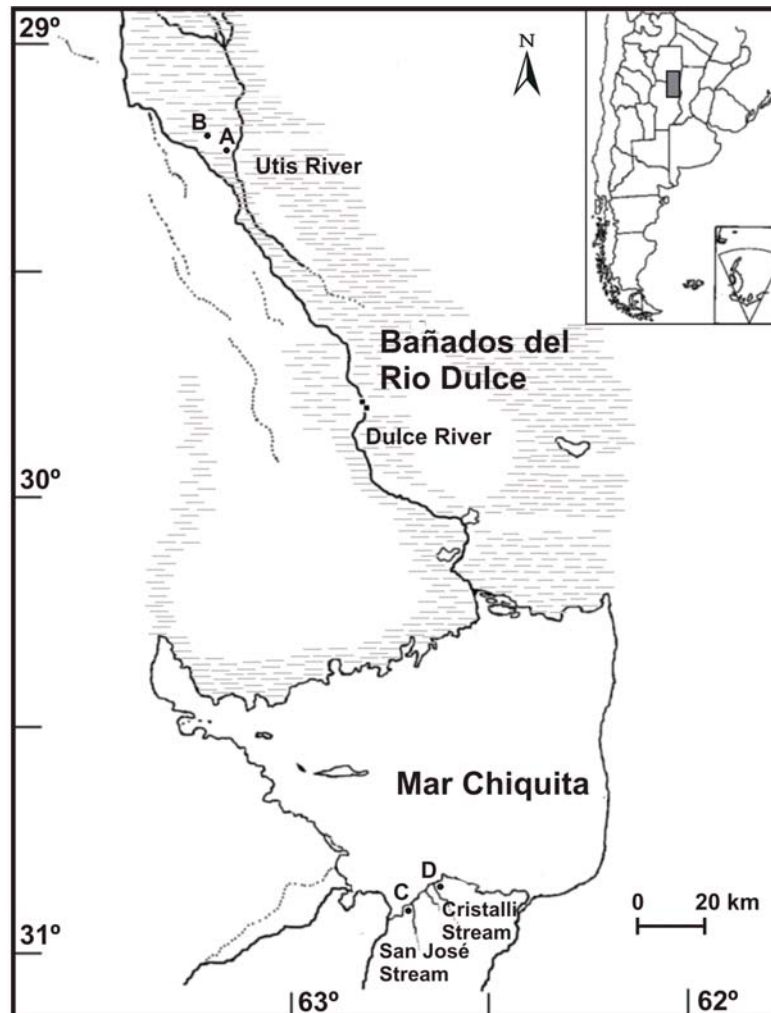 29º
N
B
A
Utis River
Bañados del
Rio Dulce
Dulce River
30º
Mar Chiquita
D
C
Cristalli
Stream
San José
Stream
0
20 km
31º
63º
62º